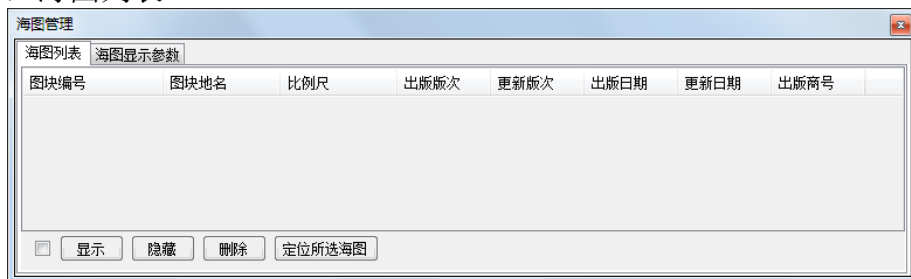 海图管理
海图列表 海图显示参数
图块编号 图块地名 比例尺 出版版次 更新版次 出版日期 更新日期 出版商号
显示 隐藏 删除 定位所选海图